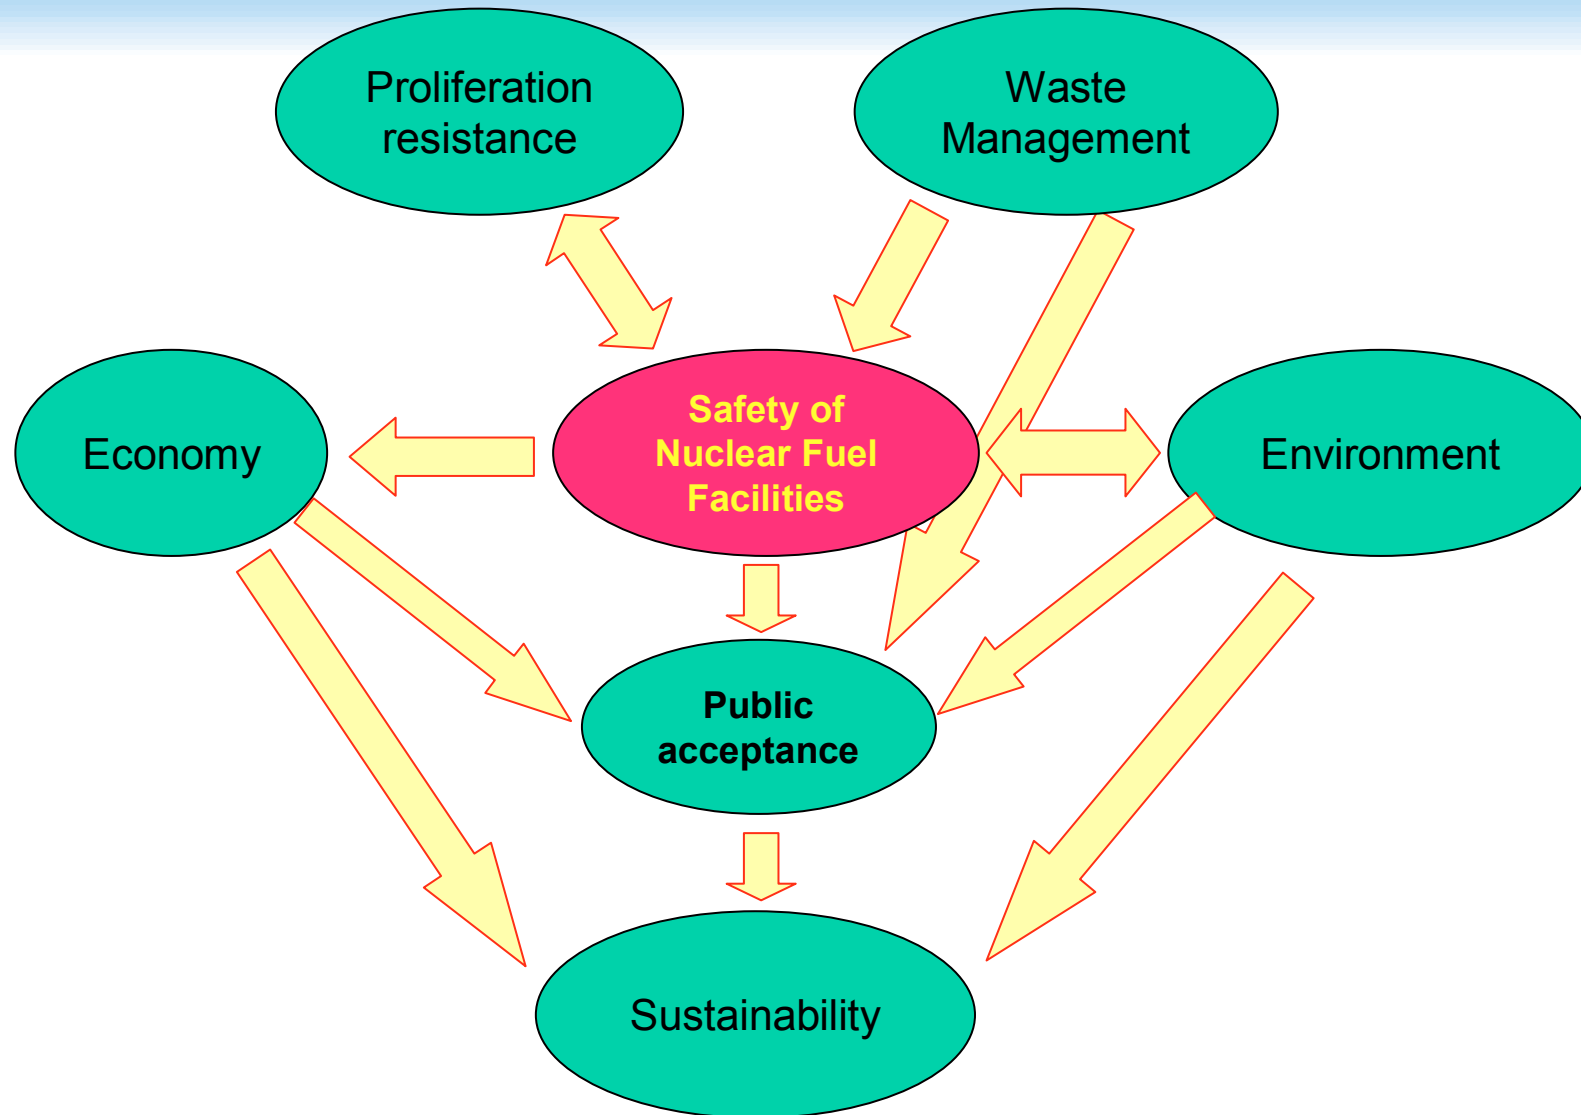 Proliferation
resistance
Waste
Management
Economy
Safety of
Nuclear Fuel
Facilities
Environment
Public
acceptance
Sustainability